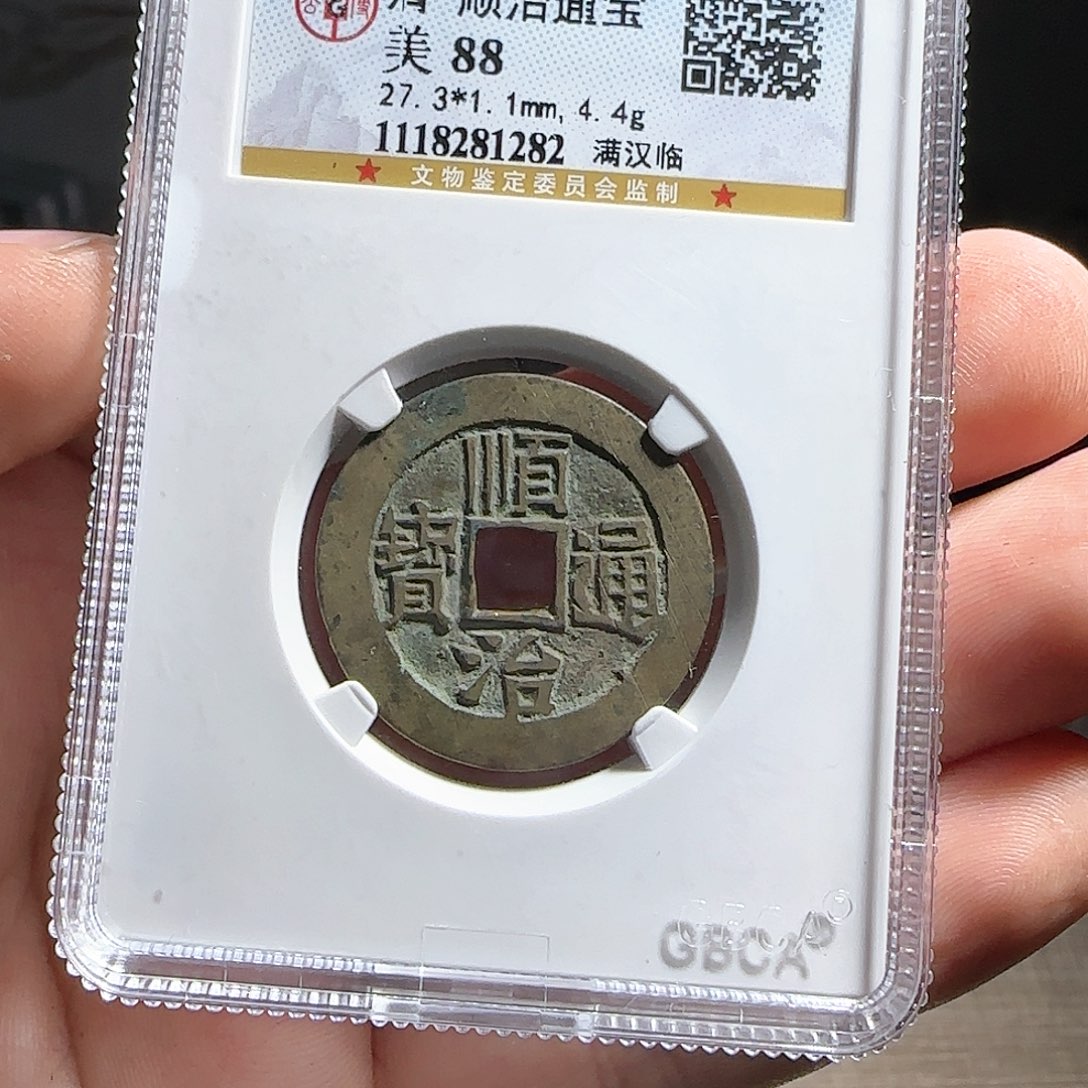 清 顺治通宝
美 88
27.3*1.1mm, 4.4g
1118281282 满汉临
★ 文物鉴定委员会监制 ★
順
寶 通
治
GBCA